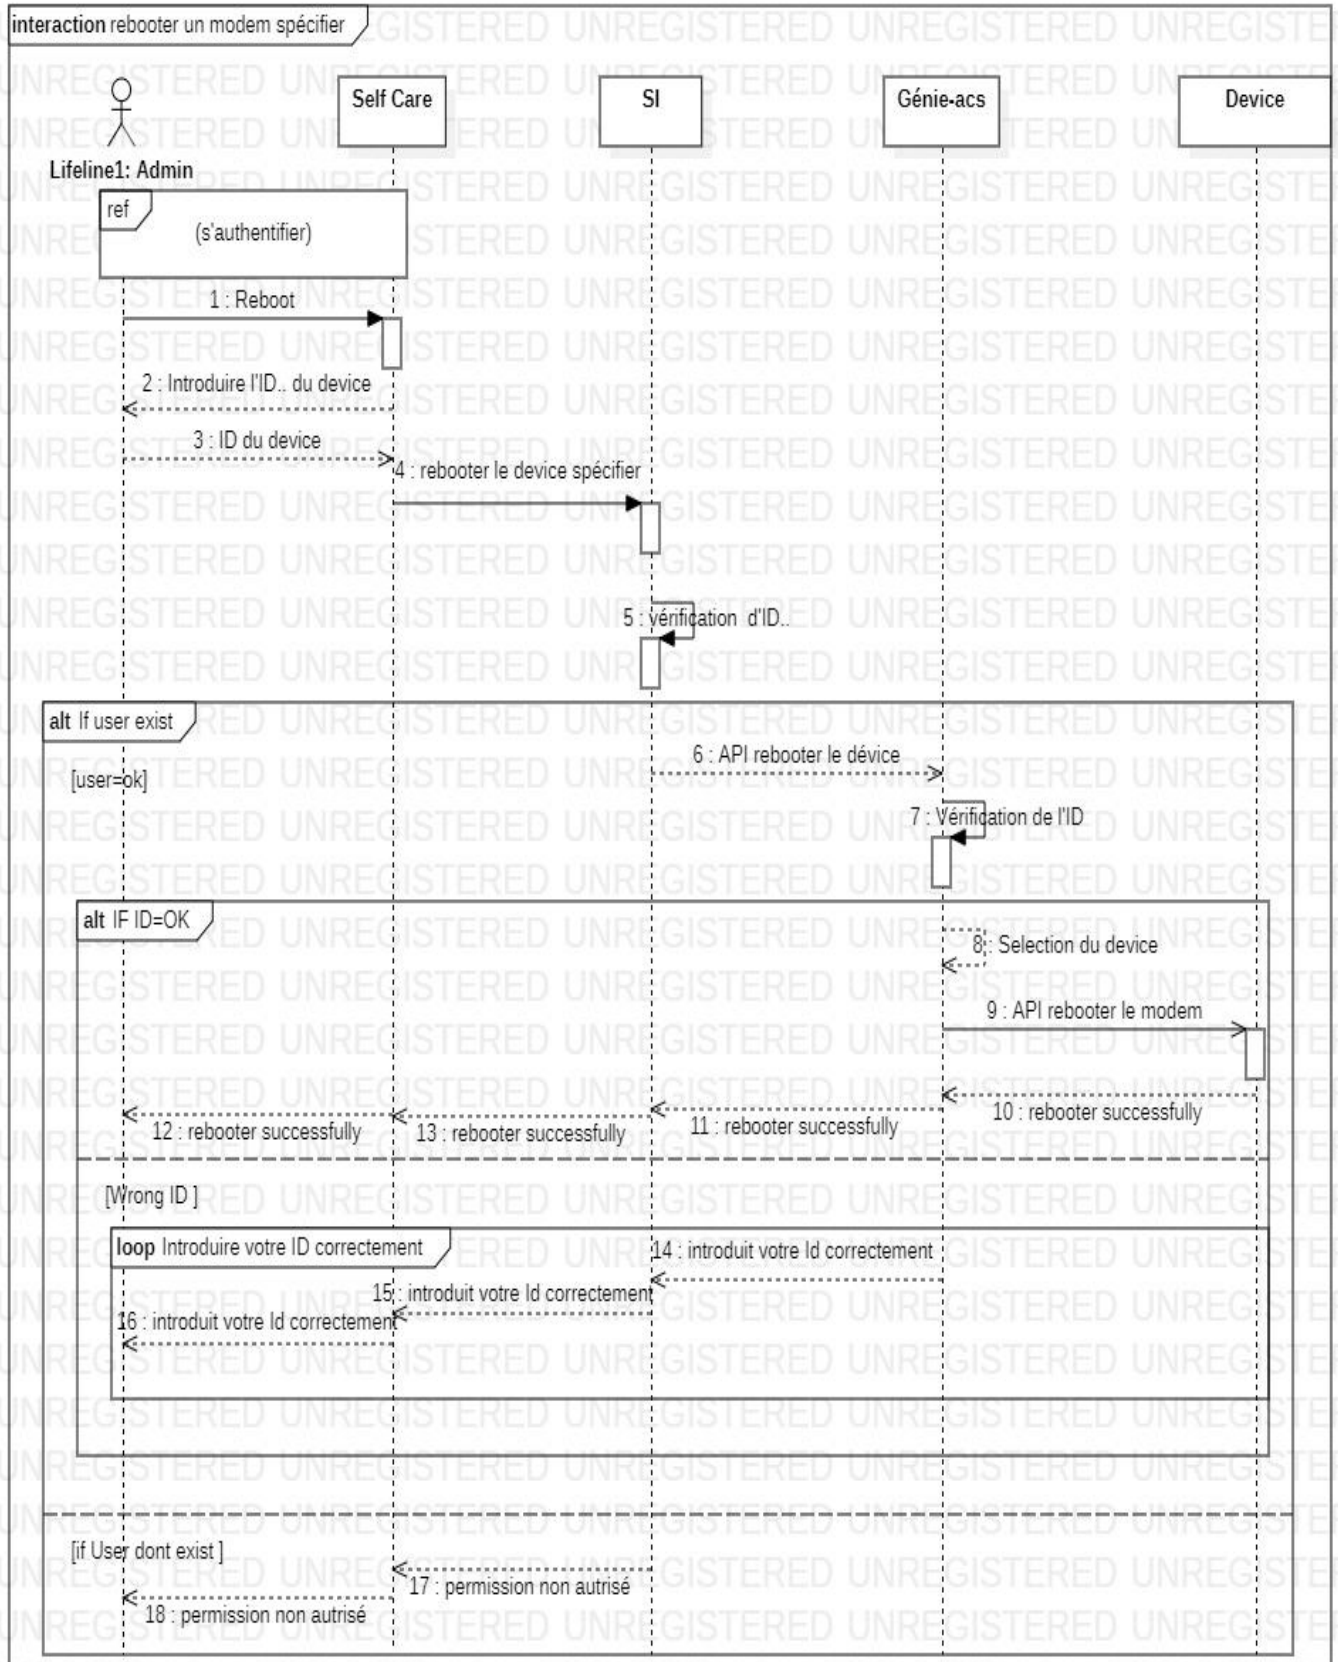 interaction rebooter un modem spécifier
Self Care
SI
Génie-acs
Device
Lifeline1: Admin
ref
(s'authentifier)
1 : Reboot
2 : Introduire l'ID.. du device
3 : ID du device
4 : rebooter le device spécifier
5 : vérification d'ID..
alt If user exist
[user=ok]
6 : API rebooter le dévice
7 : Vérification de l'ID
alt IF ID=OK
8 : Selection du device
9 : API rebooter le modem
10 : rebooter successfully
11 : rebooter successfully
12 : rebooter successfully
13 : rebooter successfully
[Wrong ID ]
loop Introduire votre ID correctement
14 : introduit votre Id correctement
15 : introduit votre Id correctement
16 : introduit votre Id correctement
[if User dont exist ]
17 : permission non autrisé
18 : permission non autrisé
UNREGISTERED